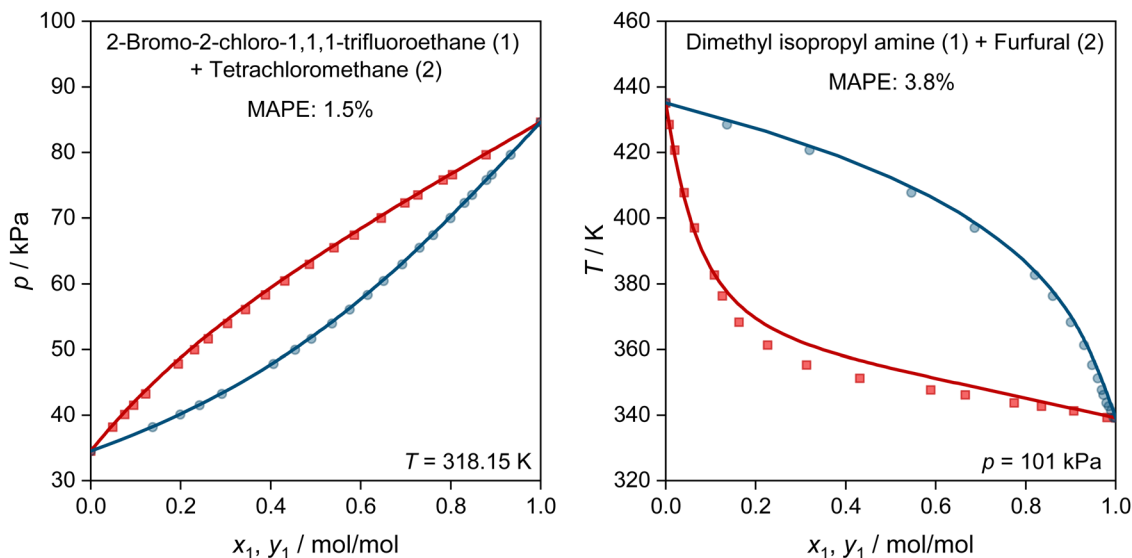 100
90
80
70
60
50
40
30
p / kPa
2-Bromo-2-chloro-1,1,1-trifluoroethane (1)
+ Tetrachloromethane (2)
MAPE: 1.5%
T = 318.15 K
0.0 0.2 0.4 0.6 0.8 1.0
x1, y1 / mol/mol
460
440
420
400
380
360
340
320
T / K
Dimethyl isopropyl amine (1) + Furfural (2)
MAPE: 3.8%
p = 101 kPa
0.0 0.2 0.4 0.6 0.8 1.0
x1, y1 / mol/mol